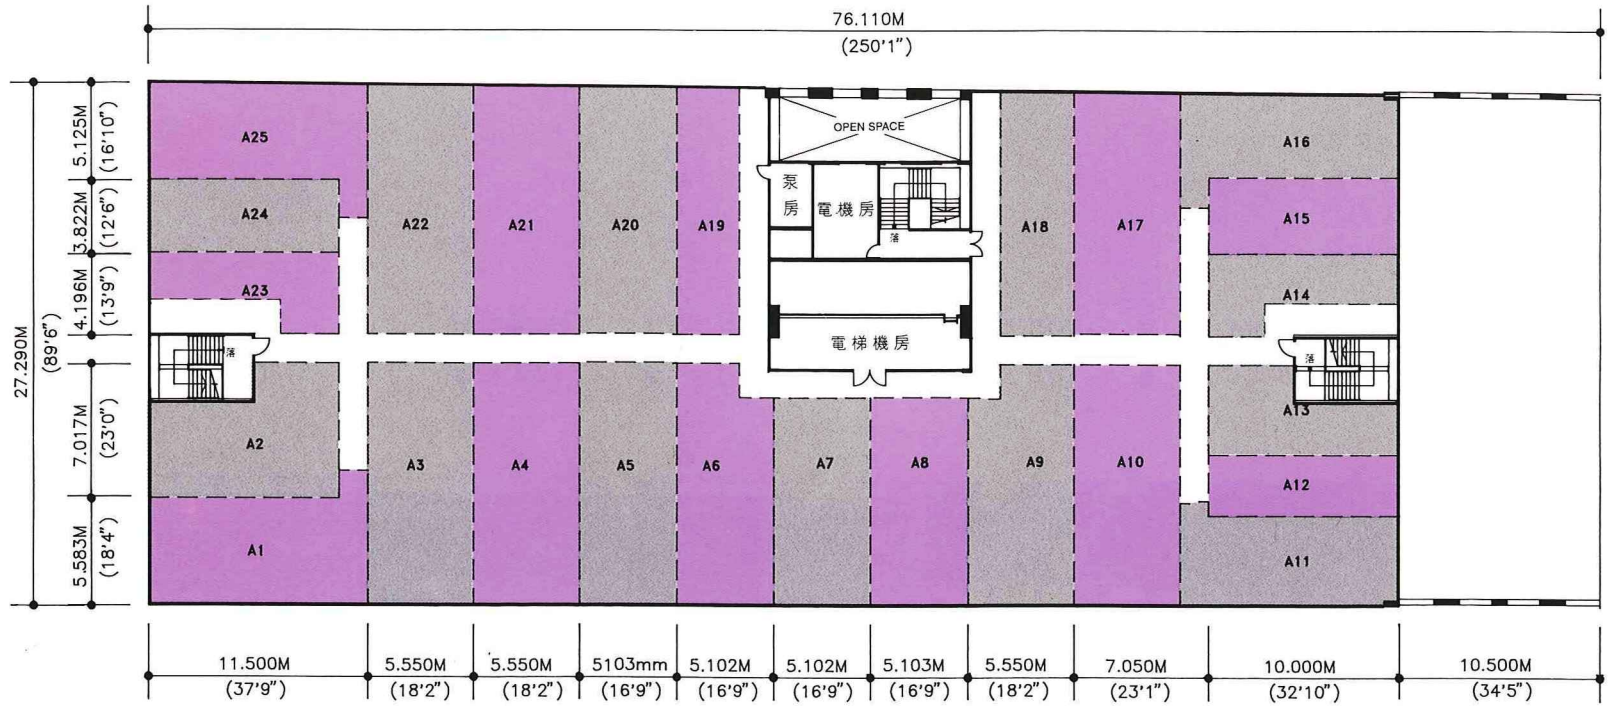 76.110M
(250'1")
27.290M
(89'6")
5.125M
(16'10")
3.822M
(12'6")
4.196M
(13'9")
7.017M
(23'0")
5.583M
(18'4")
A25
A24
A23
A22
A21
A20
A19
OPEN SPACE
泵
房
電機房
落
電梯機房
A18
A17
A16
A15
A14
落
落
A2
A1
A3
A4
A5
A6
A7
A8
A9
A10
A13
A12
A11
11.500M
(37'9")
5.550M
(18'2")
5.550M
(18'2")
5103mm
(16'9")
5.102M
(16'9")
5.102M
(16'9")
5.103M
(16'9")
5.550M
(18'2")
7.050M
(23'1")
10.000M
(32'10")
10.500M
(34'5")